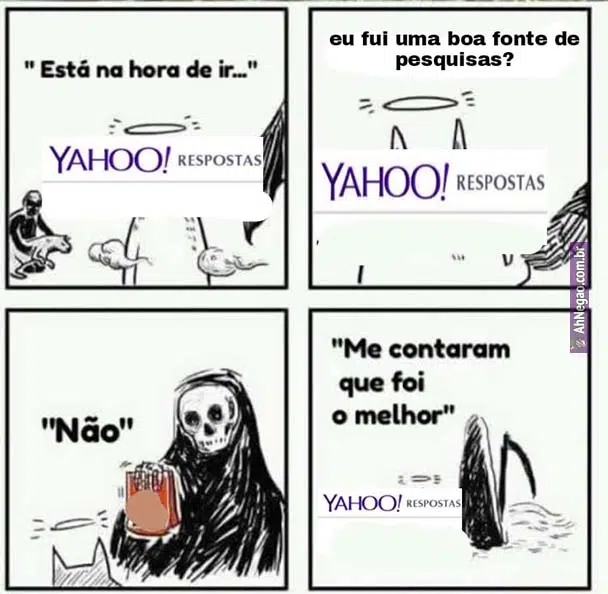 " Está na hora de ir..."
YAHOO! RESPOSTAS
eu fui uma boa fonte de
pesquisas?
YAHOO! RESPOSTAS
AhNegao.com.br
"Não"
"Me contaram
que foi
o melhor"
YAHOO! RESPOSTAS